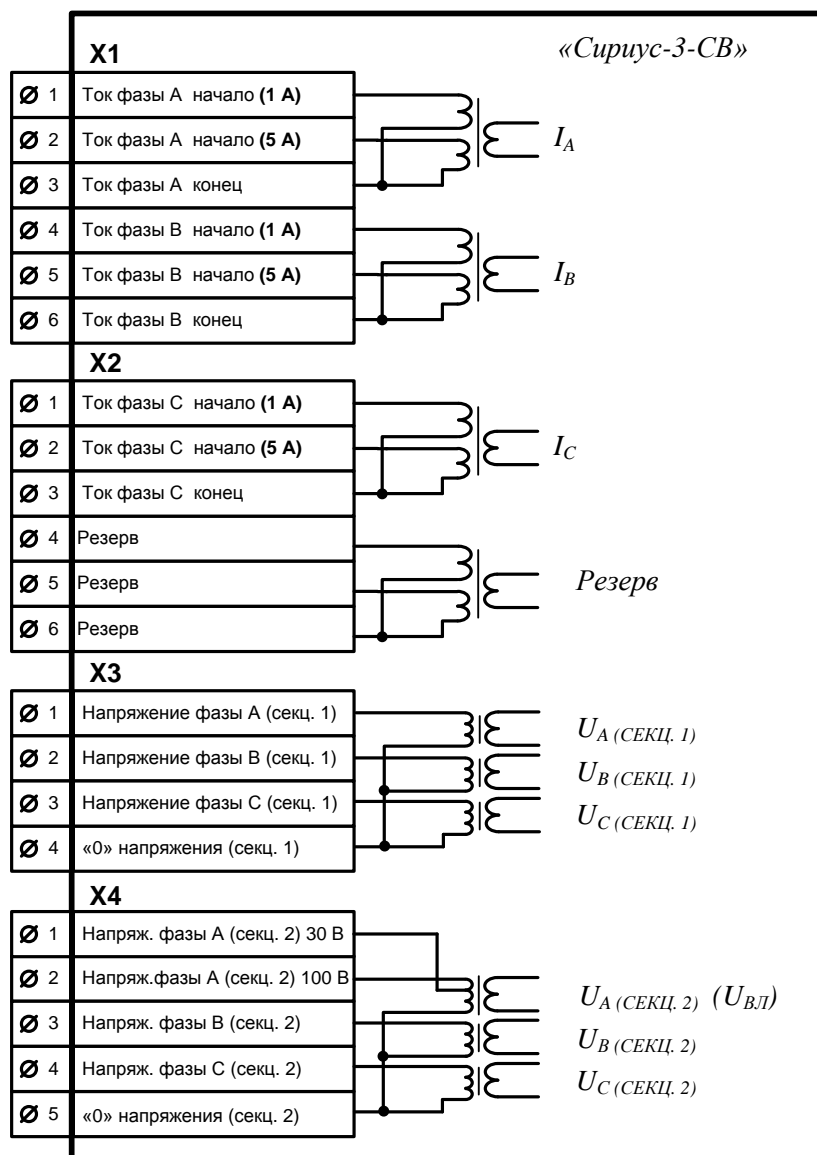 «Сириус-3-СВ»
X1
1 Ток фазы А начало (1 А)
2 Ток фазы А начало (5 А)
3 Ток фазы А конец
I_A
4 Ток фазы В начало (1 А)
5 Ток фазы В начало (5 А)
6 Ток фазы В конец
I_B
X2
1 Ток фазы С начало (1 А)
2 Ток фазы С начало (5 А)
3 Ток фазы С конец
I_C
4 Резерв
5 Резерв
6 Резерв
Резерв
X3
1 Напряжение фазы А (секц. 1)
2 Напряжение фазы В (секц. 1)
3 Напряжение фазы С (секц. 1)
4 «0» напряжения (секц. 1)
U_A (СЕКЦ. 1)
U_B (СЕКЦ. 1)
U_C (СЕКЦ. 1)
X4
1 Напряж. фазы А (секц. 2) 30 В
2 Напряж.фазы А (секц. 2) 100 В
3 Напряж. фазы В (секц. 2)
4 Напряж. фазы С (секц. 2)
5 «0» напряжения (секц. 2)
U_A (СЕКЦ. 2) (U_ВЛ)
U_B (СЕКЦ. 2)
U_C (СЕКЦ. 2)